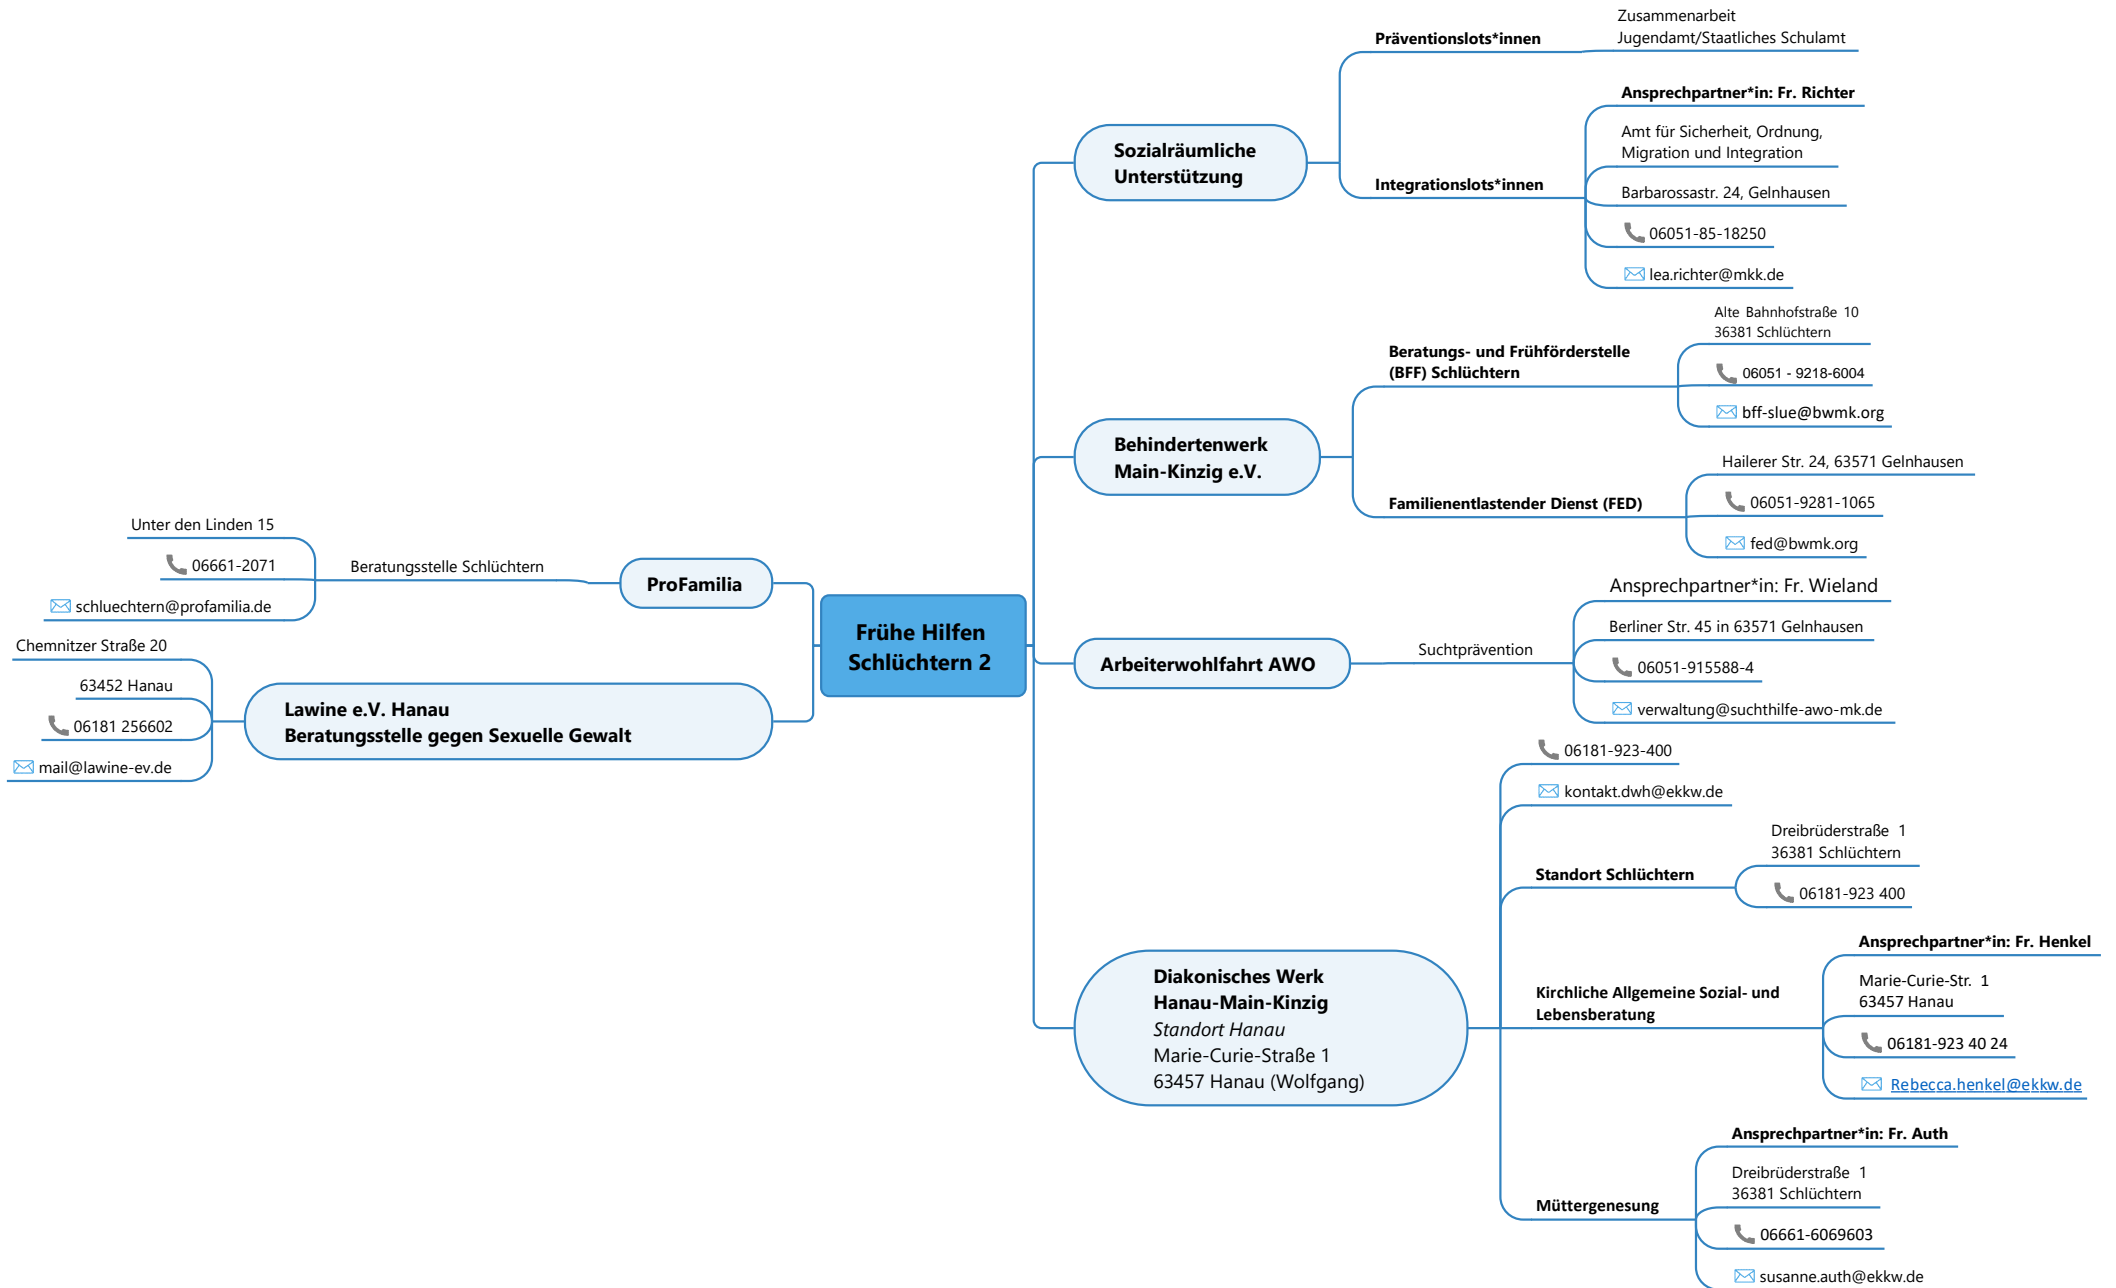 Frühe Hilfen
Schlüchtern 2
Sozialräumliche
Unterstützung
Präventionslots*innen
Zusammenarbeit
Jugendamt/Staatliches Schulamt
Integrationslots*innen
Ansprechpartner*in: Fr. Richter
Amt für Sicherheit, Ordnung,
Migration und Integration
Barbarossastr. 24, Gelnhausen
06051-85-18250
lea.richter@mkk.de
Behindertenwerk
Main-Kinzig e.V.
Beratungs- und Frühförderstelle
(BFF) Schlüchtern
Alte Bahnhofstraße 10
36381 Schlüchtern
06051 - 9218-6004
bff-slue@bwmk.org
Familienentlastender Dienst (FED)
Hailerer Str. 24, 63571 Gelnhausen
06051-9281-1065
fed@bwmk.org
Arbeiterwohlfahrt AWO
Suchtprävention
Ansprechpartner*in: Fr. Wieland
Berliner Str. 45 in 63571 Gelnhausen
06051-915588-4
verwaltung@suchthilfe-awo-mk.de
Diakonisches Werk
Hanau-Main-Kinzig
Standort Hanau
Marie-Curie-Straße 1
63457 Hanau (Wolfgang)
06181-923-400
kontakt.dwh@ekkw.de
Standort Schlüchtern
Dreibrüderstraße 1
36381 Schlüchtern
06181-923 400
Kirchliche Allgemeine Sozial- und
Lebensberatung
Ansprechpartner*in: Fr. Henkel
Marie-Curie-Str. 1
63457 Hanau
06181-923 40 24
Rebecca.henkel@ekkw.de
Müttergenesung
Ansprechpartner*in: Fr. Auth
Dreibrüderstraße 1
36381 Schlüchtern
06661-6069603
susanne.auth@ekkw.de
ProFamilia
Beratungsstelle Schlüchtern
Unter den Linden 15
06661-2071
schluechtern@profamilia.de
Lawine e.V. Hanau
Beratungsstelle gegen Sexuelle Gewalt
Chemnitzer Straße 20
63452 Hanau
06181 256602
mail@lawine-ev.de